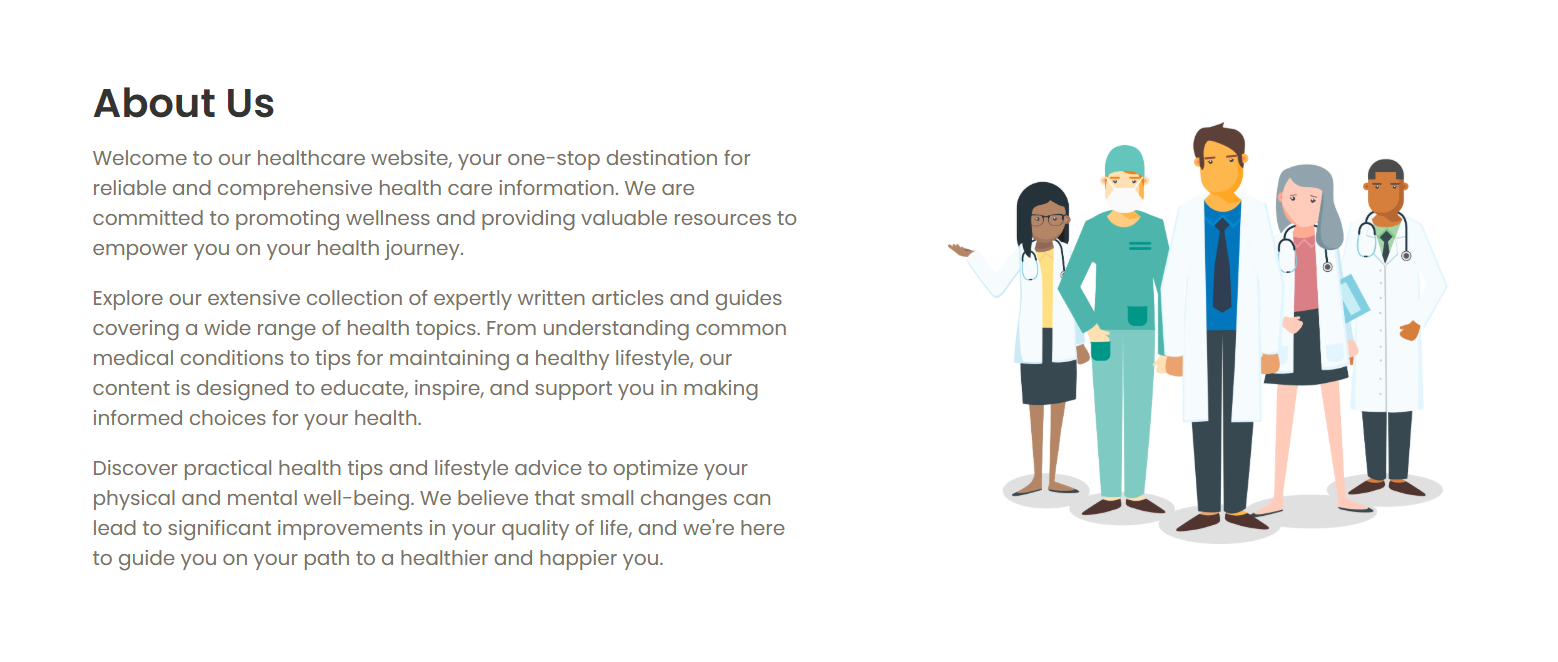 About Us
Welcome to our healthcare website, your one-stop destination for
reliable and comprehensive health care information. We are
committed to promoting wellness and providing valuable resources to
empower you on your health journey.
Explore our extensive collection of expertly written articles and guides
covering a wide range of health topics. From understanding common
medical conditions to tips for maintaining a healthy lifestyle, our
content is designed to educate, inspire, and support you in making
informed choices for your health.
Discover practical health tips and lifestyle advice to optimize your
physical and mental well-being. We believe that small changes can
lead to significant improvements in your quality of life, and we're here
to guide you on your path to a healthier and happier you.